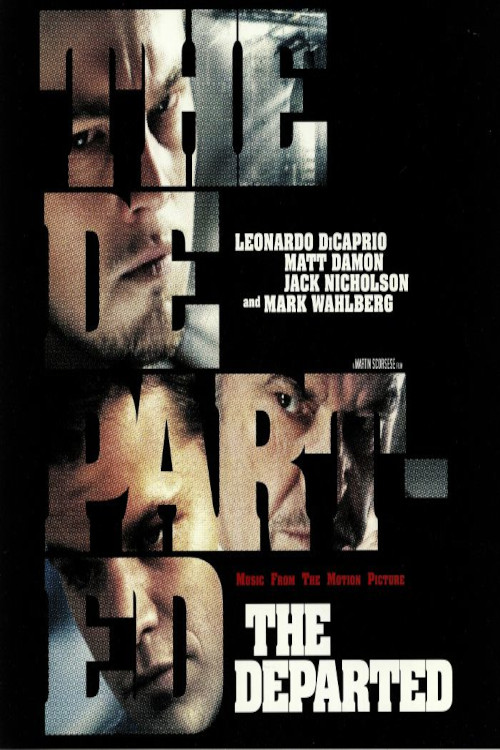 THE
DE
PART-
ED
LEONARDO DiCAPRIO
MATT DAMON
JACK NICHOLSON
and MARK WAHLBERG
A MARTIN SCORSESE FILM
MUSIC FROM THE MOTION PICTURE
THE
DEPARTED